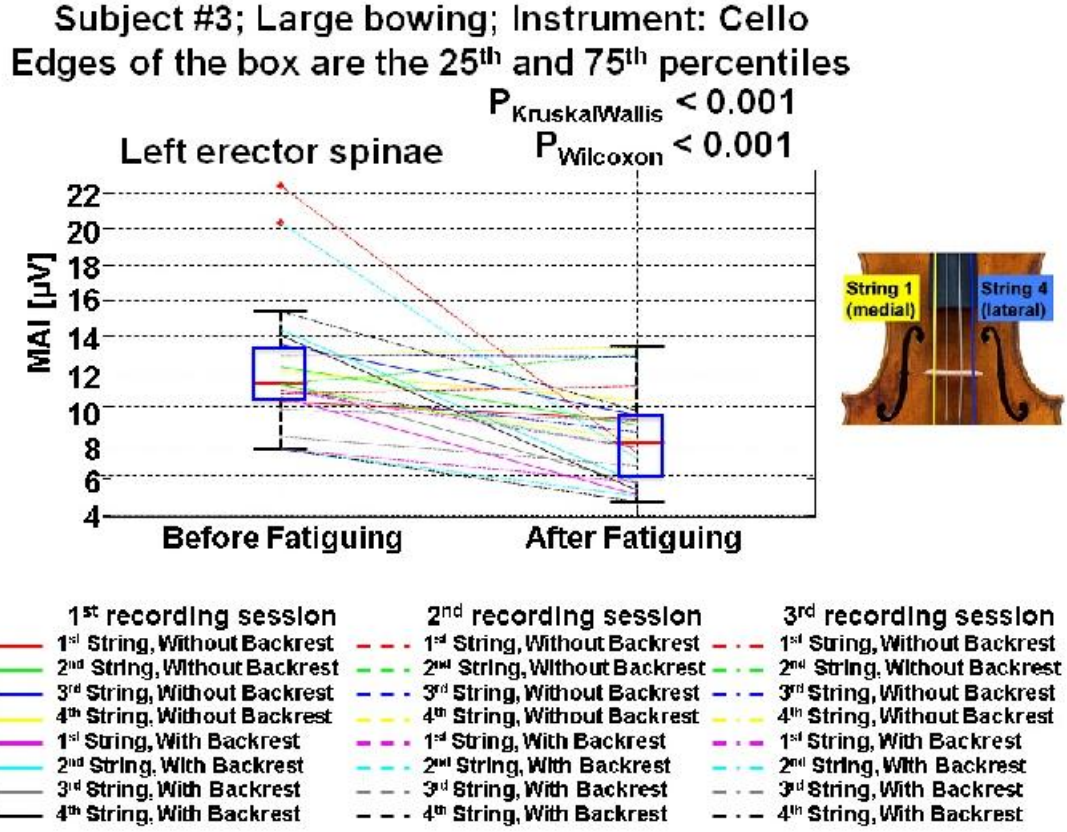 Subject #3; Large bowing; Instrument: Cello
Edges of the box are the 25th and 75th percentiles
PKruskalWallis < 0.001
Left erector spinae
PWilcoxon < 0.001
22
20
18
16
14
12
10
8
6
4
MAI [µV]
Before Fatiguing
After Fatiguing
String 1
(medial)
String 4
(lateral)
1st recording session
1st String, Without Backrest
2nd String, Without Backrest
3rd String, Without Backrest
4th String, Without Backrest
1st String, With Backrest
2nd String, With Backrest
3rd String, With Backrest
4th String, With Backrest
2nd recording session
1st String, Without Backrest
2nd String, Without Backrest
3rd String, Without Backrest
4th String, Without Backrest
1st String, With Backrest
2nd String, With Backrest
3rd String, With Backrest
4th String, With Backrest
3rd recording session
1st String, Without Backrest
2nd String, Without Backrest
3rd String, Without Backrest
4th String, Without Backrest
1st String, With Backrest
2nd String, With Backrest
3rd String, With Backrest
4th String, With Backrest